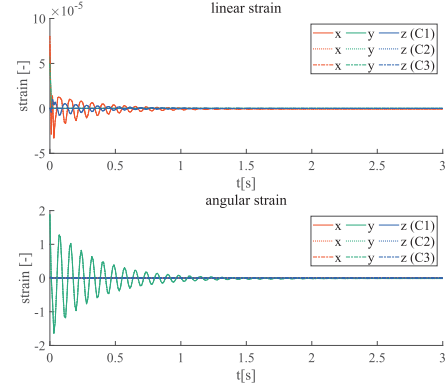 ×10⁻⁵
linear strain
10
5
0
-5
strain [-]
x y z (C1)
x y z (C2)
x y z (C3)
0 0.5 1 1.5 2 2.5 3
t[s]
angular strain
2
1
0
-1
-2
strain [-]
x y z (C1)
x y z (C2)
x y z (C3)
0 0.5 1 1.5 2 2.5 3
t[s]